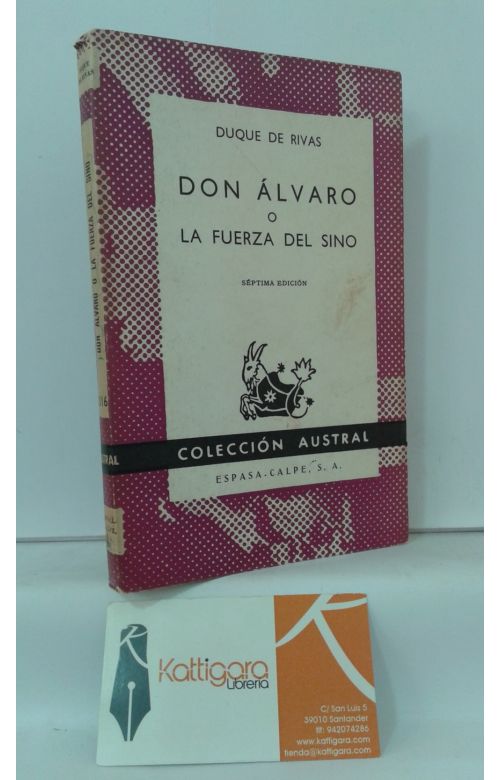 DUQUE DE RIVAS
DON ÁLVARO
O
LA FUERZA DEL SINO
SÉPTIMA EDICIÓN
COLECCIÓN AUSTRAL
ESPASA-CALPE, S. A.
DON ÁLVARO O LA FUERZA DEL SINO
Kattigara
Librería
C/ San Luis 5
39010 Santander
tlf: 942074286
www.kattigara.com
tienda@kattigara.com